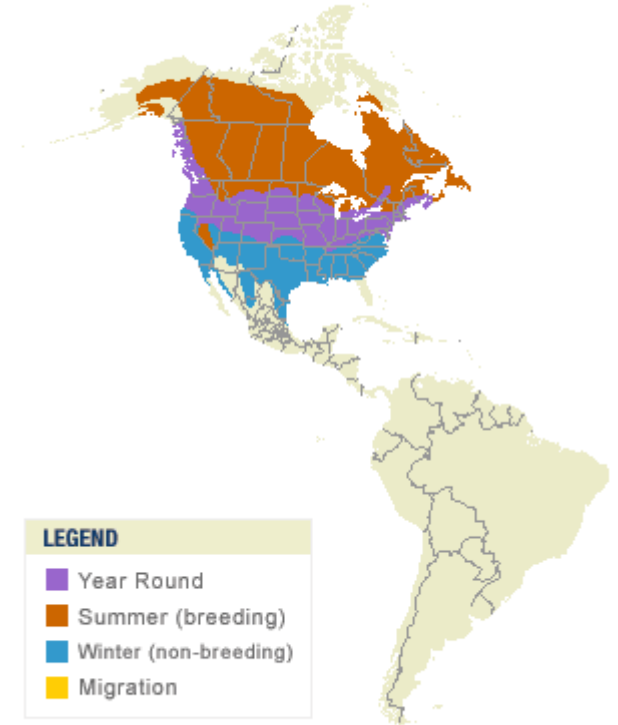 LEGEND
Year Round
Summer (breeding)
Winter (non-breeding)
Migration